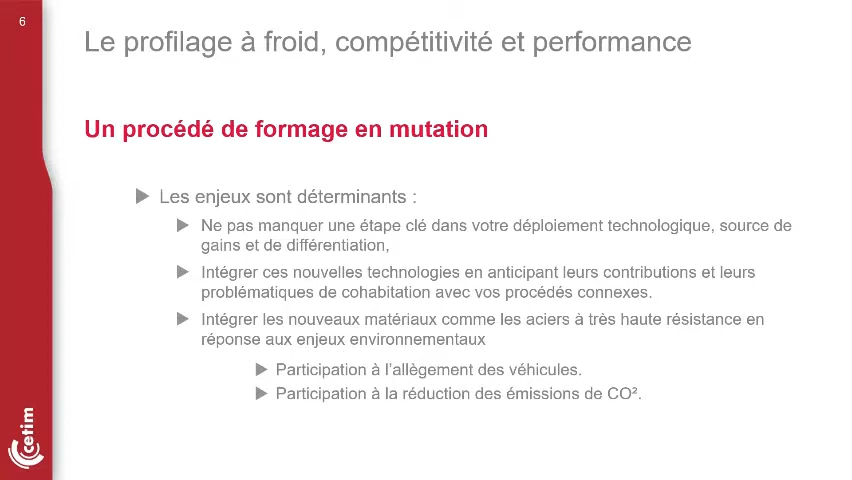 6
Le profilage à froid, compétitivité et performance
Un procédé de formage en mutation
Les enjeux sont déterminants :
Ne pas manquer une étape clé dans votre déploiement technologique, source de
gains et de différentiation,
Intégrer ces nouvelles technologies en anticipant leurs contributions et leurs
problématiques de cohabitation avec vos procédés connexes.
Intégrer les nouveaux matériaux comme les aciers à très haute résistance en
réponse aux enjeux environnementaux
Participation à l'allègement des véhicules.
Participation à la réduction des émissions de CO².
cetim